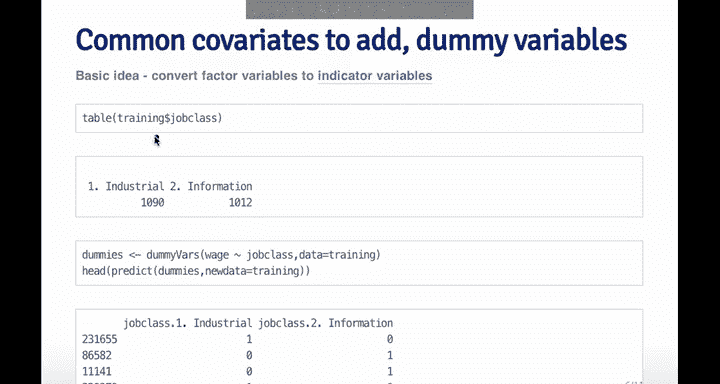 Common covariates to add, dummy variables
Basic idea - convert factor variables to indicator variables
table(training$jobclass)
1. Industrial 2. Information
1090 1012
dummies <- dummyVars(wage ~ jobclass,data=training)
head(predict(dummies,newdata=training))
jobclass.1. Industrial jobclass.2. Information
231655 1 0
86582 0 1
11141 0 1